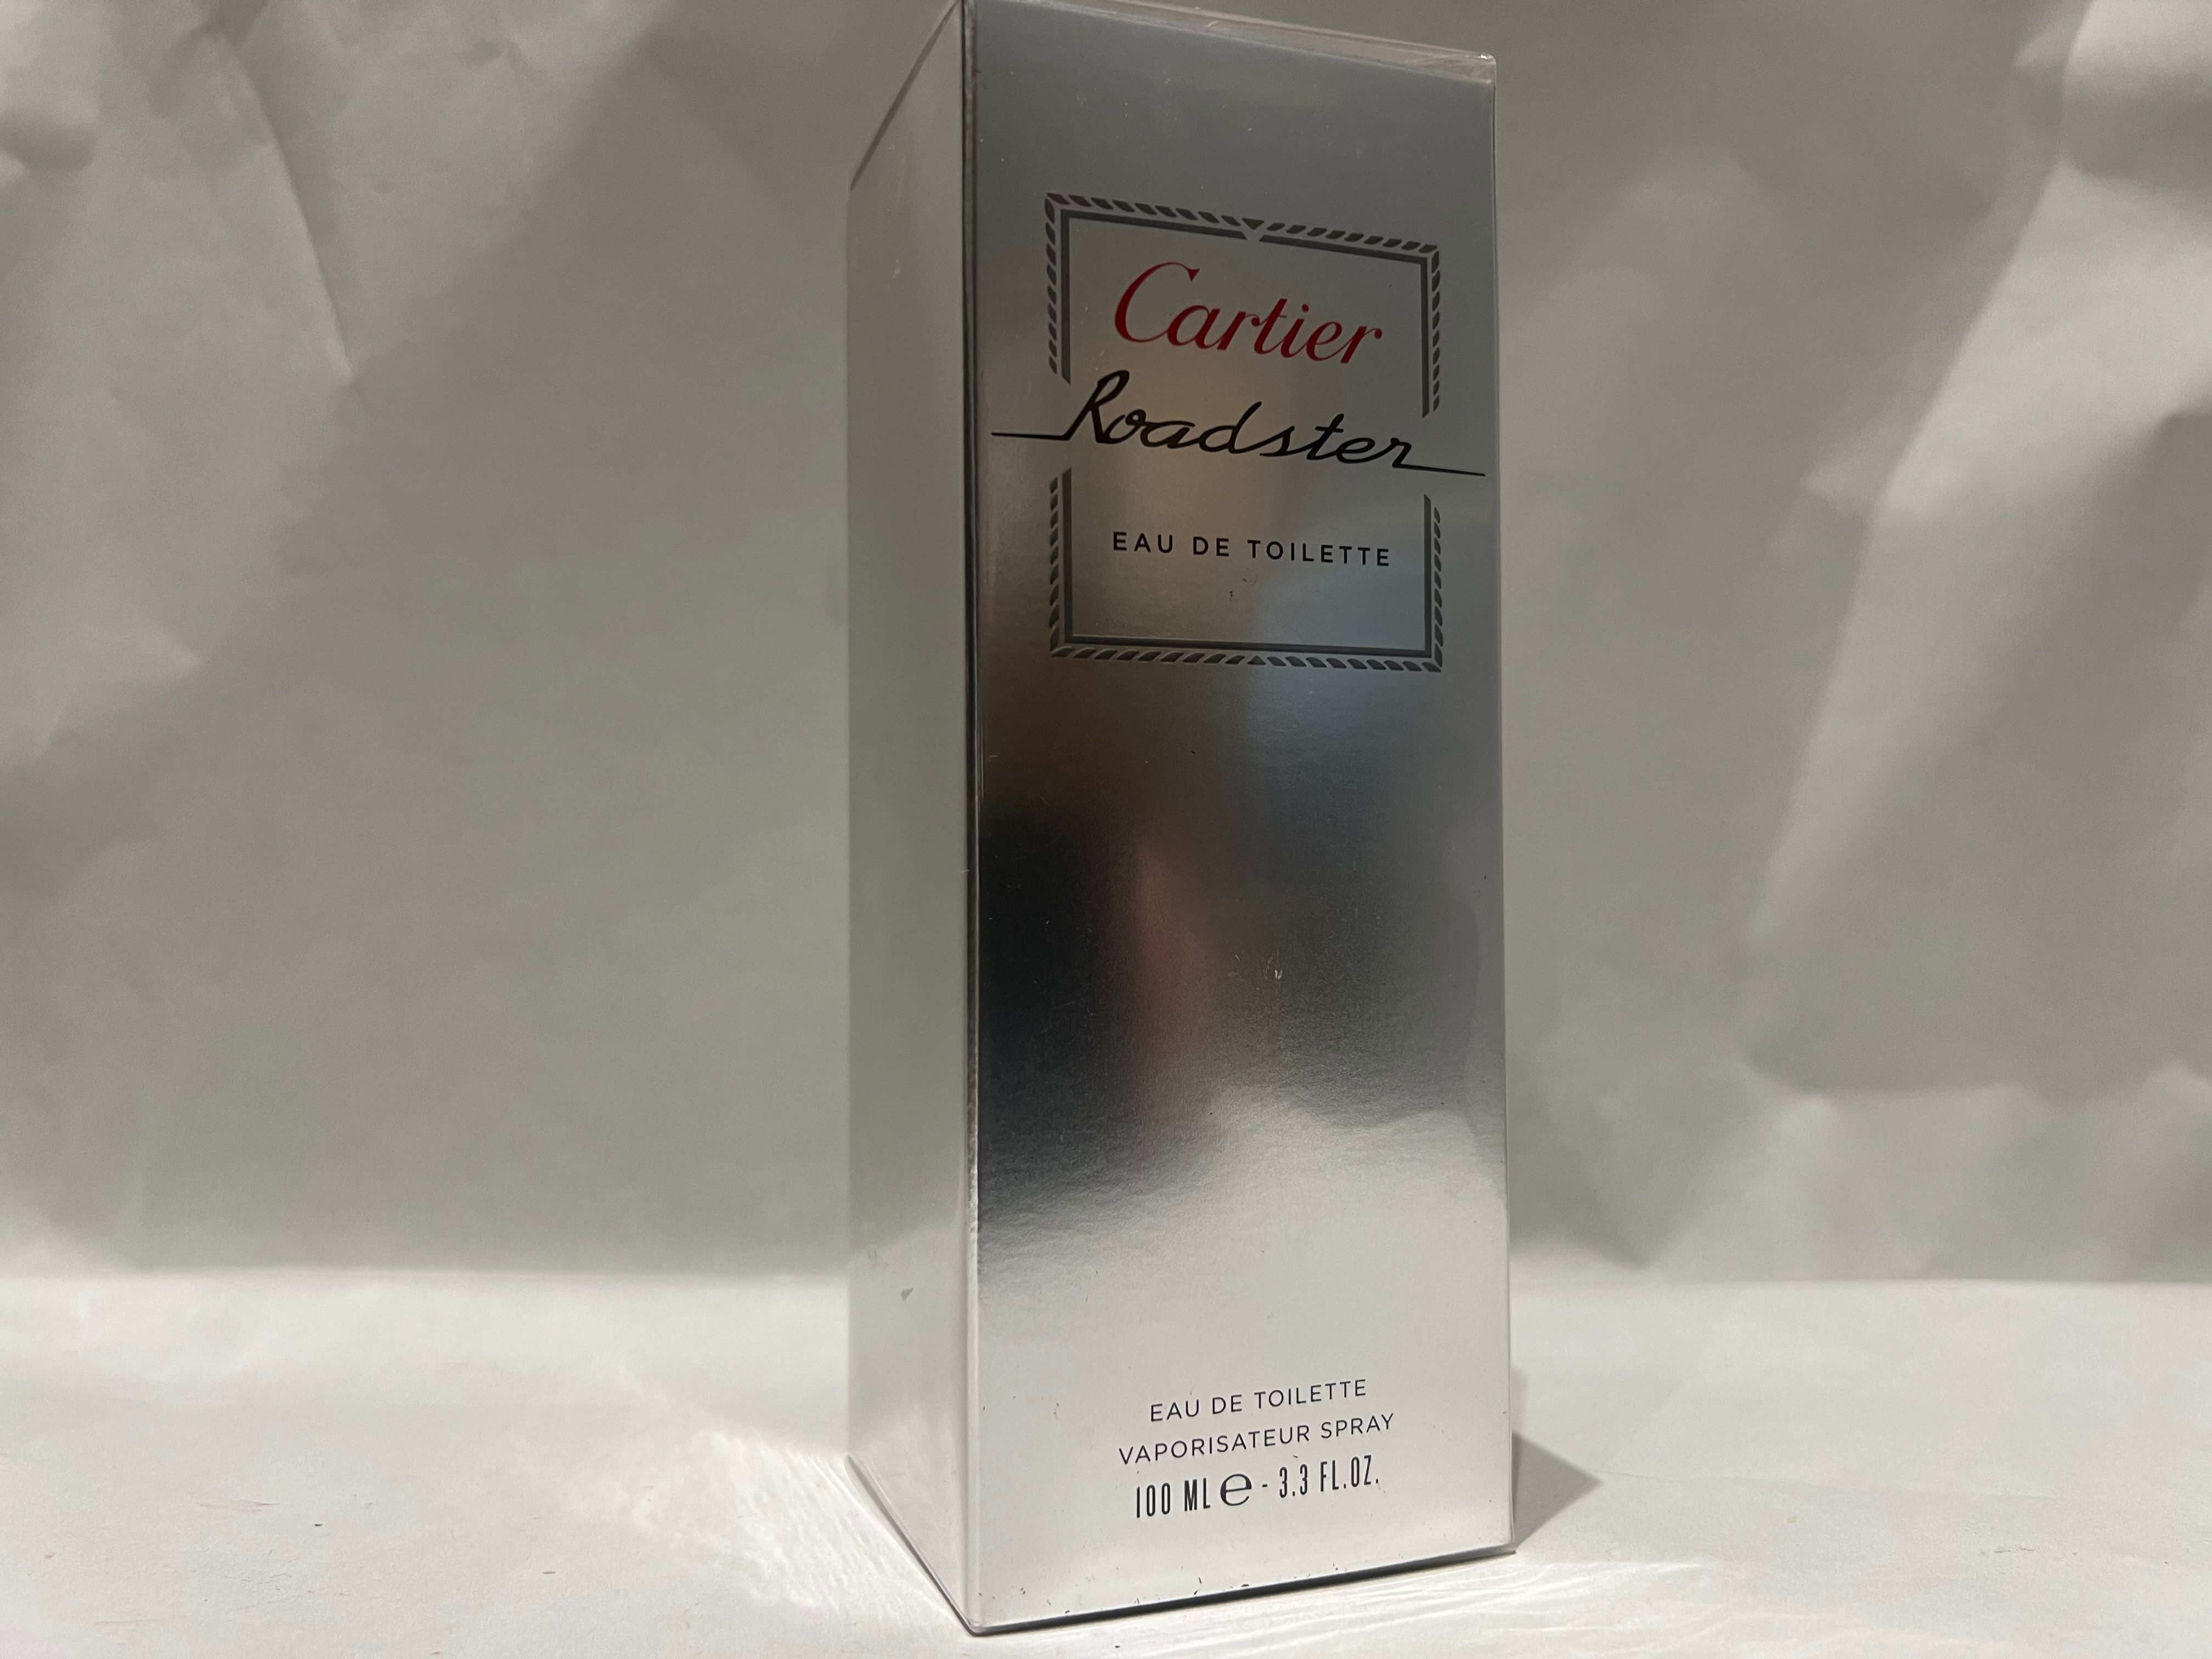 Cartier
Roadster
EAU DE TOILETTE
EAU DE TOILETTE
VAPORISATEUR SPRAY
100 ML ℮ - 3.3 FL.OZ.